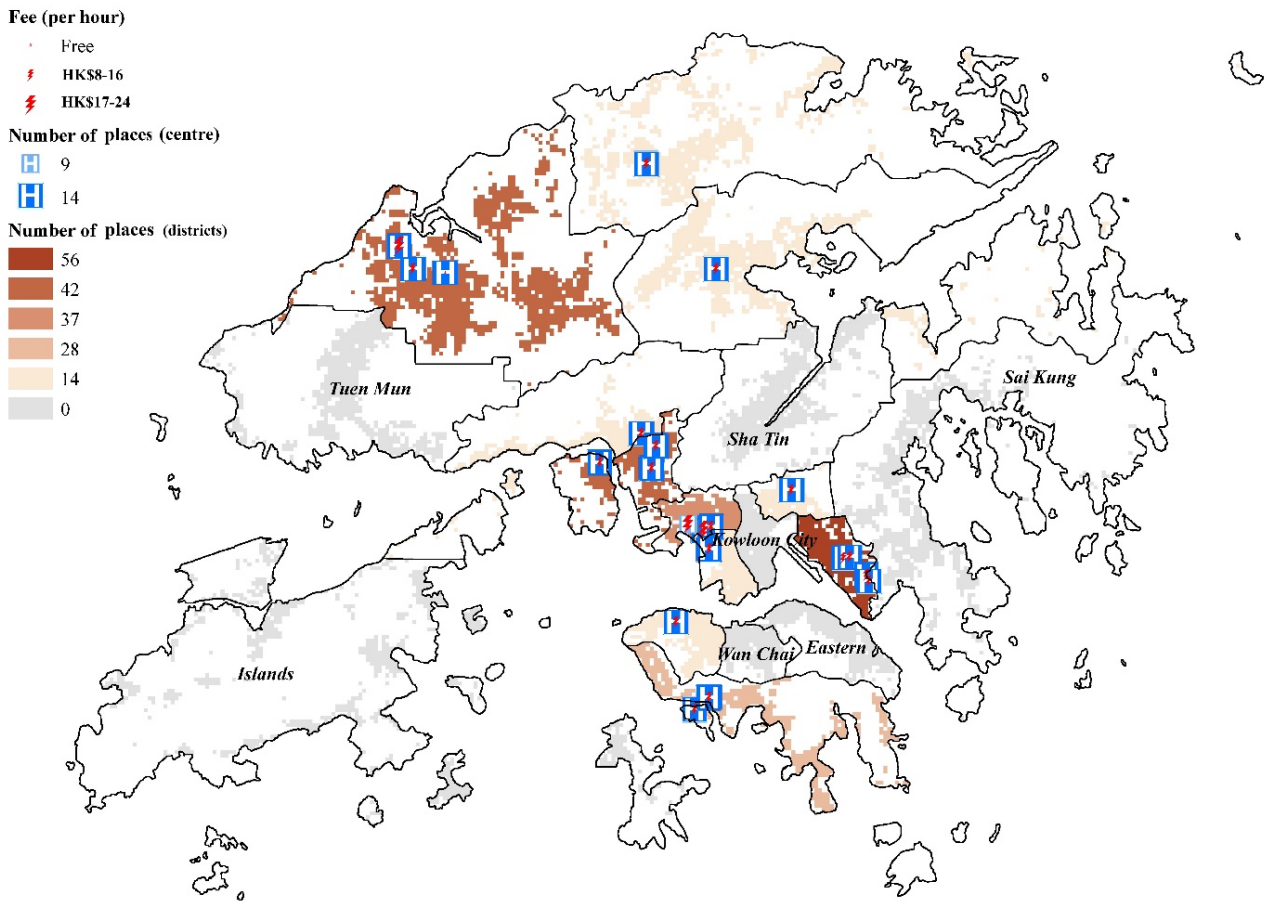 Fee (per hour)
Free
HK$8-16
HK$17-24
Number of places (centre)
9
14
Number of places (districts)
56
42
37
28
14
0
Tuen Mun
Sai Kung
Sha Tin
Kowloon City
Wan Chai
Eastern
Islands